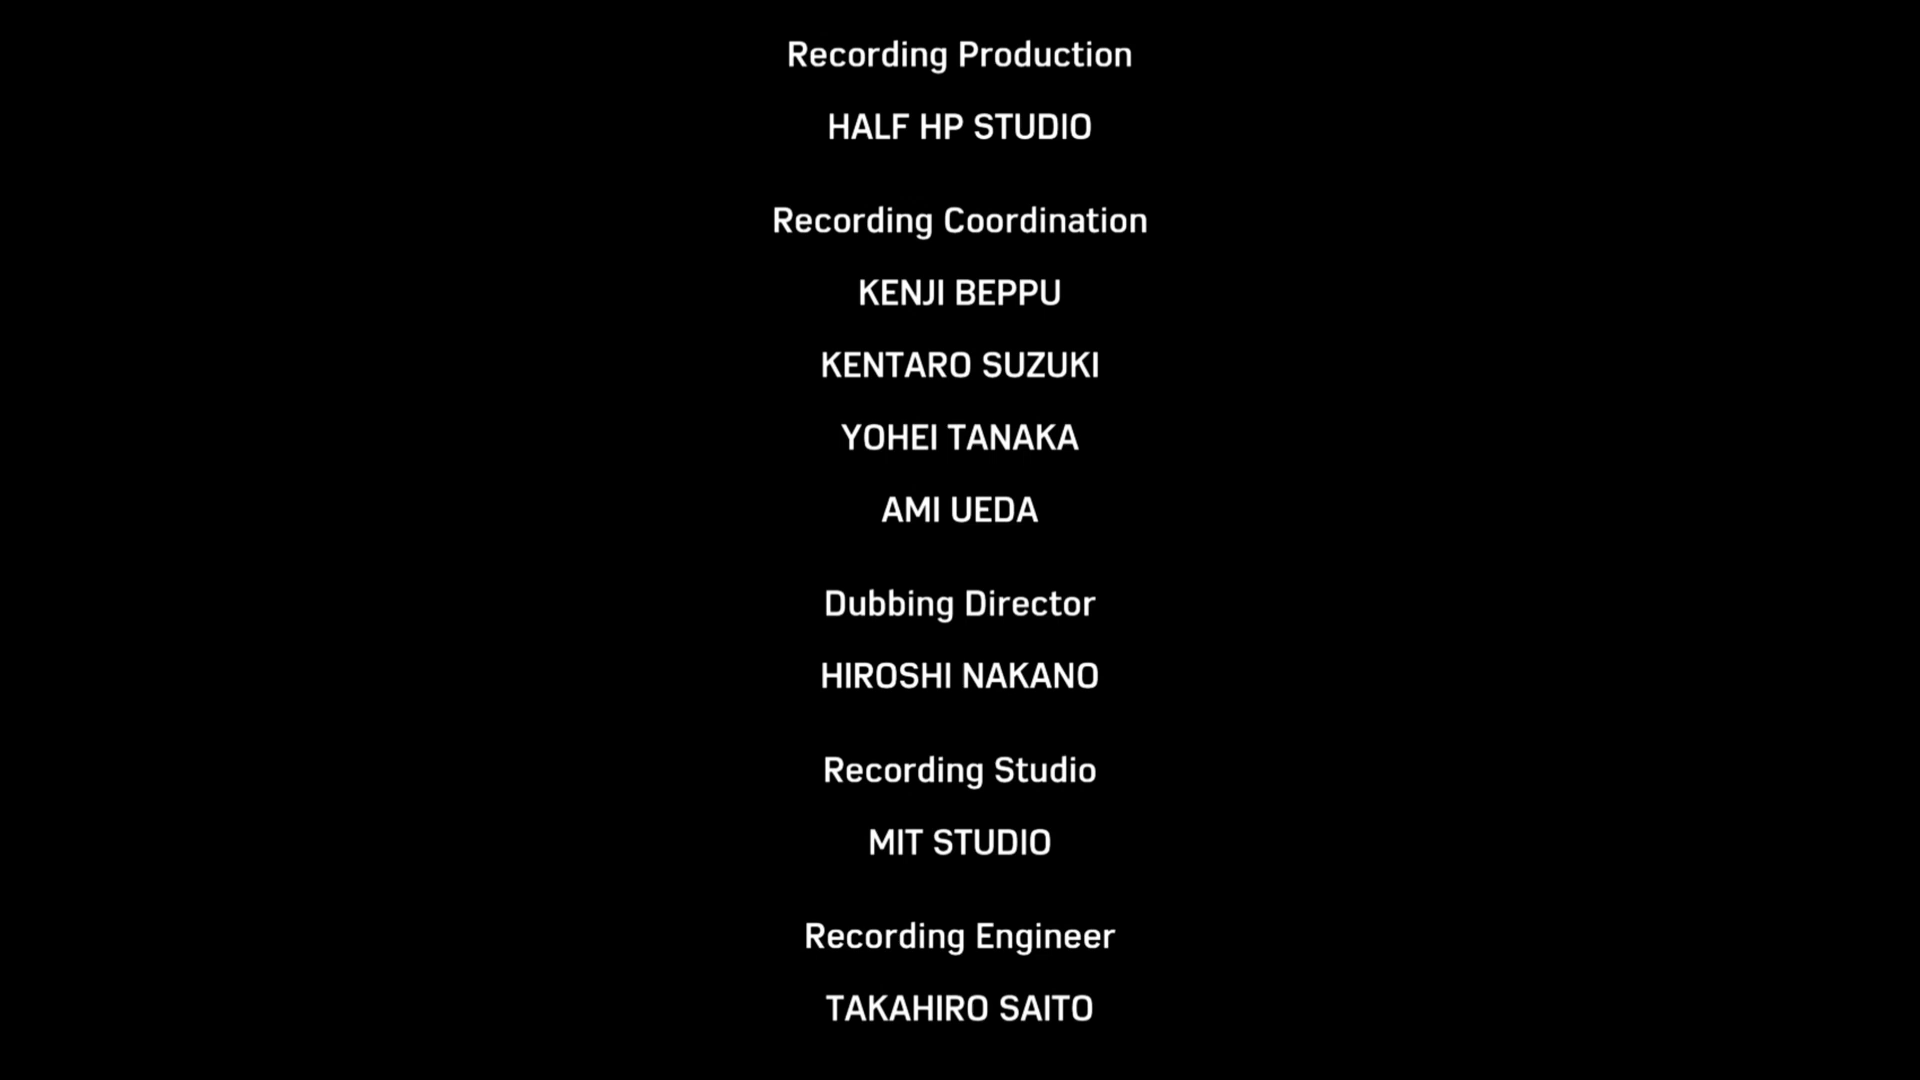 Recording Production
HALF HP STUDIO
Recording Coordination
KENJI BEPPU
KENTARO SUZUKI
YOHEI TANAKA
AMI UEDA
Dubbing Director
HIROSHI NAKANO
Recording Studio
MIT STUDIO
Recording Engineer
TAKAHIRO SAITO